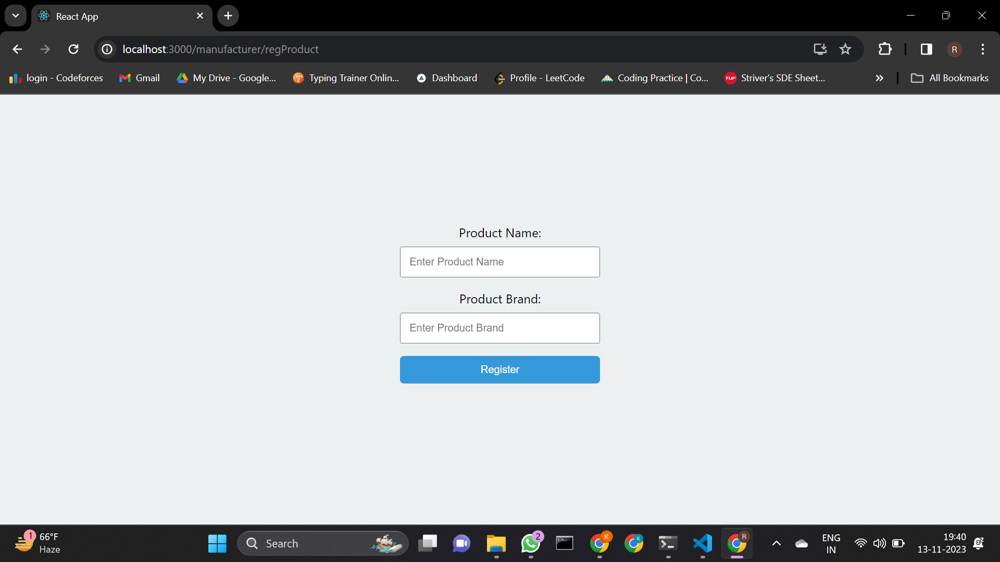 React App
localhost:3000/manufacturer/regProduct
R
login - Codeforces
Gmail
My Drive - Google...
Typing Trainer Onlin...
Dashboard
Profile - LeetCode
Coding Practice | Co...
TUF
Striver's SDE Sheet...
All Bookmarks
Product Name:
Enter Product Name
Product Brand:
Enter Product Brand
Register
1
66°F
Haze
Search
2
K
K
R
ENG
IN
19:40
13-11-2023